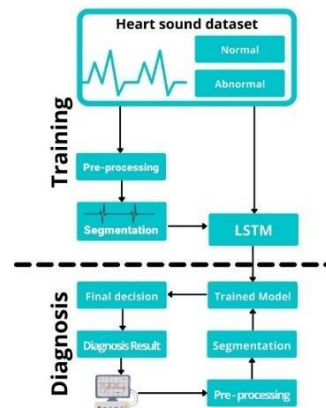 Heart sound dataset
Normal
Abnormal
Training
Pre-processing
Segmentation
LSTM
Diagnosis
Final decision
Trained Model
Diagnosis Result
Segmentation
Pre - processing